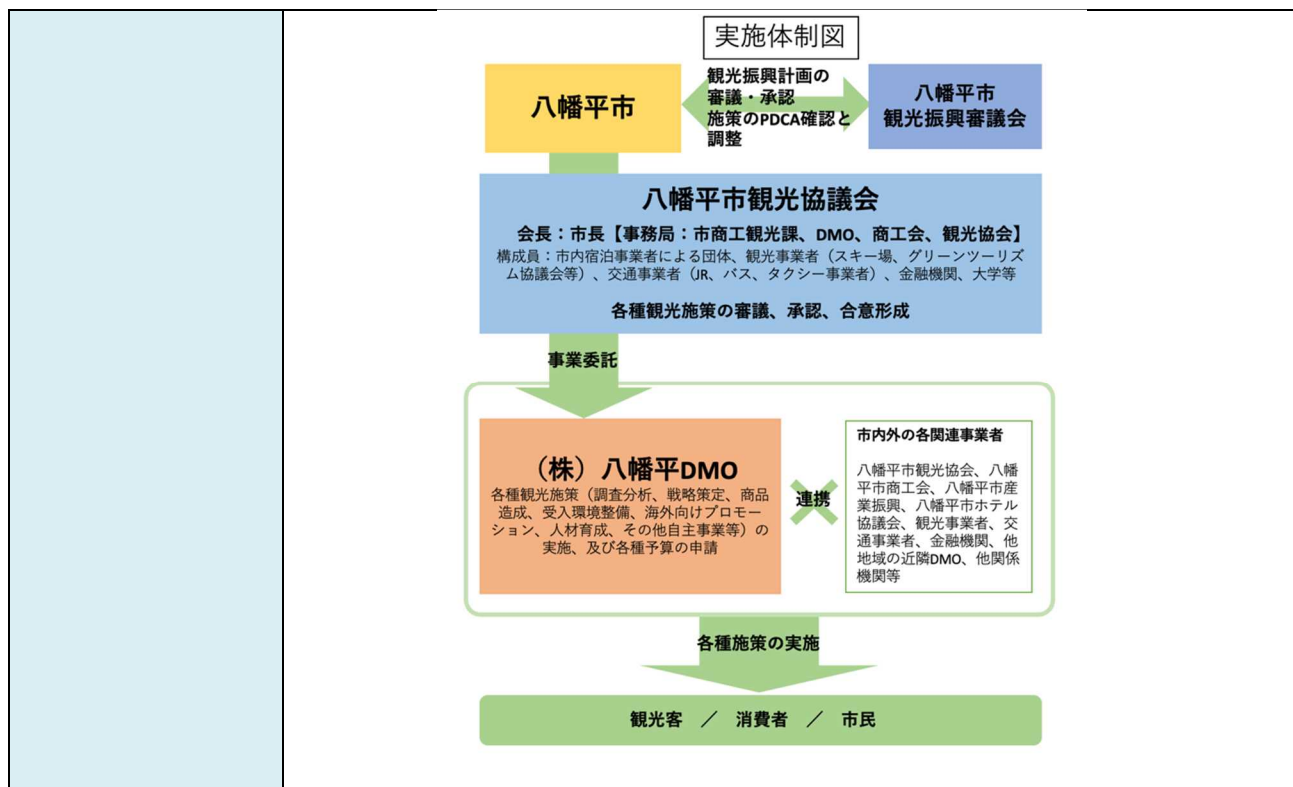 実施体制図
八幡平市
観光振興計画の
審議・承認
施策のPDCA確認と
調整
八幡平市
観光振興審議会
八幡平市観光協議会
会長：市長【事務局：市商工観光課、DMO、商工会、観光協会】
構成員：市内宿泊事業者による団体、観光事業者（スキー場、グリーンツーリズ
ム協議会等）、交通事業者（JR、バス、タクシー事業者）、金融機関、大学等
各種観光施策の審議、承認、合意形成
事業委託
（株）八幡平DMO
各種観光施策（調査分析、戦略策定、商品
造成、受入環境整備、海外向けプロモー
ション、人材育成、その他自主事業等）の
実施、及び各種予算の申請
連携
市内外の各関連事業者
八幡平市観光協会、八幡
平市商工会、八幡平市産
業振興、八幡平市ホテル
協議会、観光事業者、交
通事業者、金融機関、他
地域の近隣DMO、他関係
機関等
各種施策の実施
観光客　／　消費者　／　市民